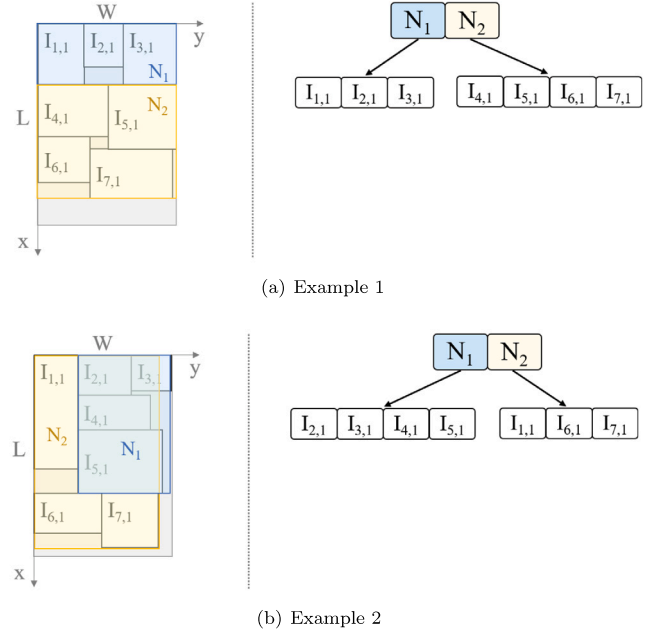 W
y
I1,1 I2,1 I3,1
N1
L
N2
I4,1
I5,1
I6,1
I7,1
x
N1 N2
I1,1 I2,1 I3,1 I4,1 I5,1 I6,1 I7,1
(a) Example 1
W
y
I1,1 I2,1 I3,1
I4,1
N2
N1
L
I5,1
I6,1 I7,1
x
N1 N2
I2,1 I3,1 I4,1 I5,1 I1,1 I6,1 I7,1
(b) Example 2